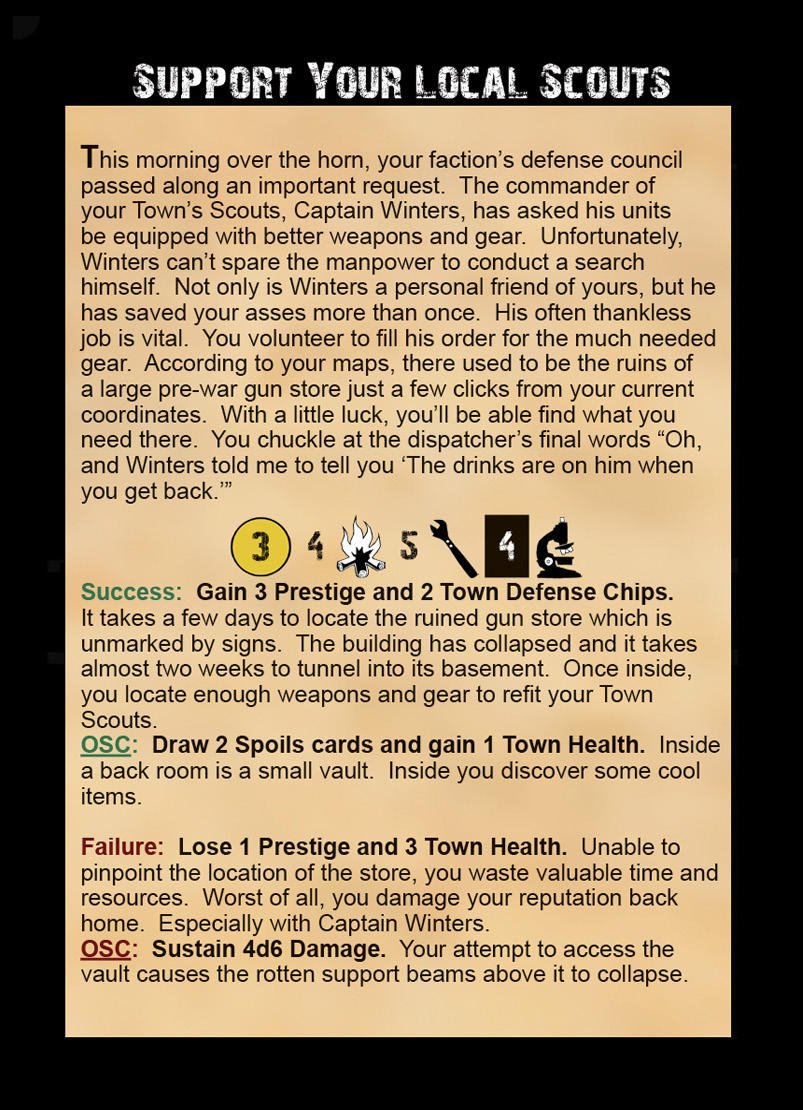 Support Your Local Scouts
This morning over the horn, your faction's defense council
passed along an important request.  The commander of
your Town's Scouts, Captain Winters, has asked his units
be equipped with better weapons and gear.  Unfortunately,
Winters can't spare the manpower to conduct a search
himself.  Not only is Winters a personal friend of yours, but he
has saved your asses more than once.  His often thankless
job is vital.  You volunteer to fill his order for the much needed
gear.  According to your maps, there used to be the ruins of
a large pre-war gun store just a few clicks from your current
coordinates.  With a little luck, you'll be able find what you
need there.  You chuckle at the dispatcher's final words “Oh,
and Winters told me to tell you ‘The drinks are on him when
you get back.’”
3 4 5 4
Success:  Gain 3 Prestige and 2 Town Defense Chips.
It takes a few days to locate the ruined gun store which is
unmarked by signs.  The building has collapsed and it takes
almost two weeks to tunnel into its basement.  Once inside,
you locate enough weapons and gear to refit your Town
Scouts.
OSC:  Draw 2 Spoils cards and gain 1 Town Health.  Inside
a back room is a small vault.  Inside you discover some cool
items.
Failure:  Lose 1 Prestige and 3 Town Health.  Unable to
pinpoint the location of the store, you waste valuable time and
resources.  Worst of all, you damage your reputation back
home.  Especially with Captain Winters.
OSC:  Sustain 4d6 Damage.  Your attempt to access the
vault causes the rotten support beams above it to collapse.